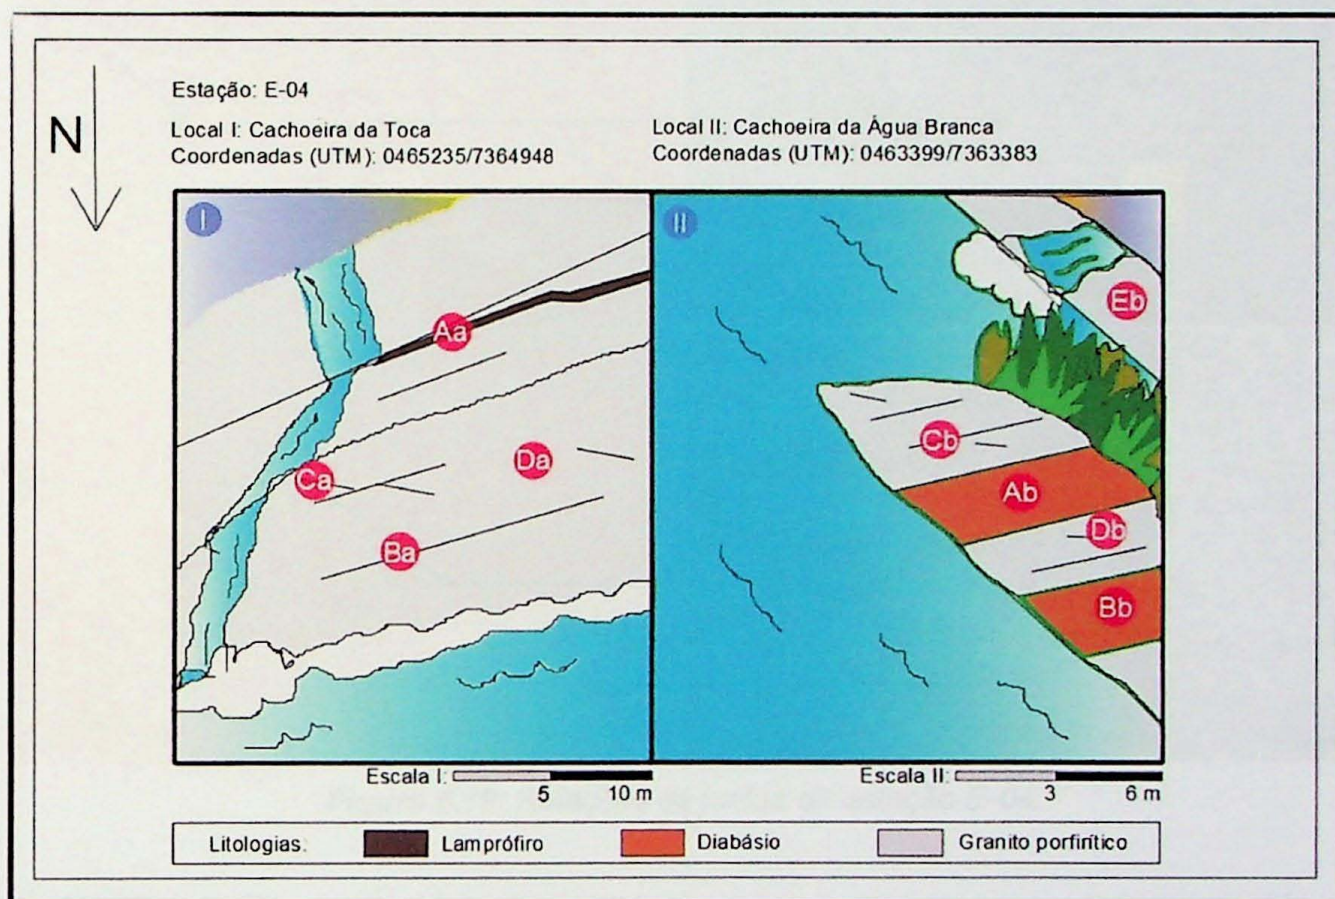 N
Estação: E-04
Local I: Cachoeira da Toca
Coordenadas (UTM): 0465235/7364948
Local II: Cachoeira da Água Branca
Coordenadas (UTM): 0463399/7363383
I
Aa
Da
Ca
Ba
II
Eb
Cb
Ab
Db
Bb
Escala I:
5 10 m
Escala II:
3 6 m
Litologias: Lamprófiro Diabásio Granito porfirítico